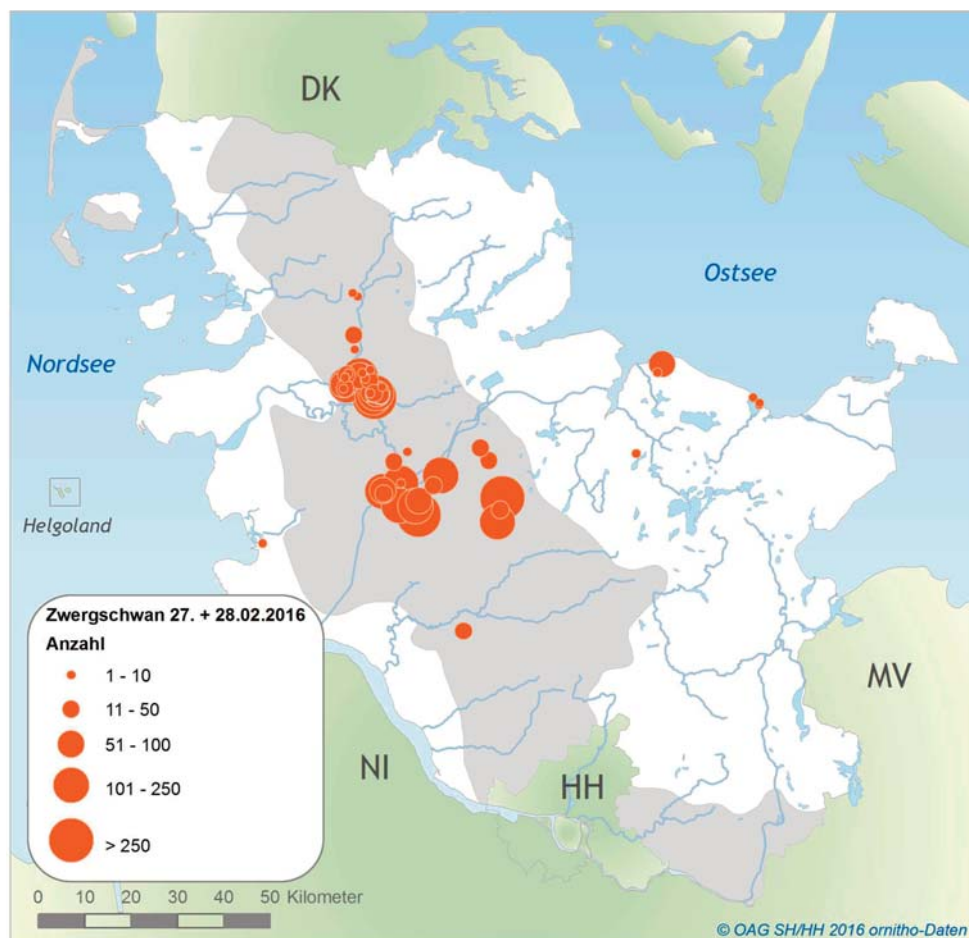 DK
Ostsee
Nordsee
Helgoland
MV
NI
HH
Zwergschwan 27. + 28.02.2016
Anzahl
1 - 10
11 - 50
51 - 100
101 - 250
> 250
0 10 20 30 40 50 Kilometer
© OAG SH/HH 2016 ornitho-Daten